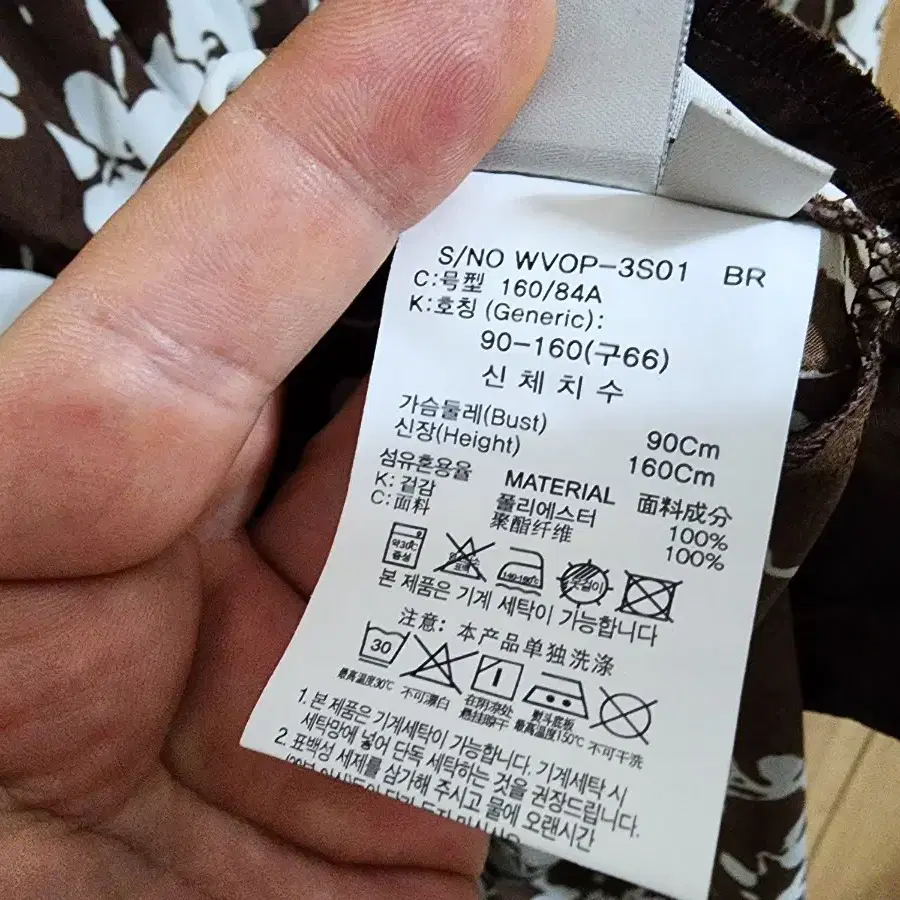 S/NO WVOP-3S01 BR
C:号型 160/84A
K:호칭 (Generic):
90-160(구66)
신 체 치 수
가슴둘레(Bust) 90Cm
신장(Height) 160Cm
섬유혼용율 MATERIAL 面料成分
K: 겉감 폴리에스터 100%
C: 面料 聚酯纤维 100%
약30℃ 중성
본 제품은 기계 세탁이 가능합니다
注意: 本产品单独洗涤
30
最高温度30℃ 不可漂白 在阴凉处 悬挂晾干 熨斗底板 最高温度150℃ 不可干洗
1. 본 제품은 기계세탁이 가능합니다. 기계세탁 시
세탁망에 넣어 단독 세탁하는 것을 권장드립니다.
2. 표백성 세제를 삼가해 주시고 물에 오랜시간